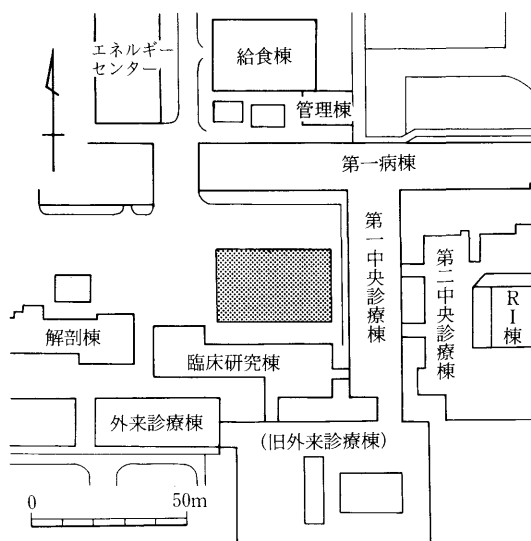 エネルギー
センター
給食棟
管理棟
第一病棟
第一中央診療棟
第二中央診療棟
RI棟
解剖棟
臨床研究棟
外来診療棟
(旧外来診療棟)
0 50m